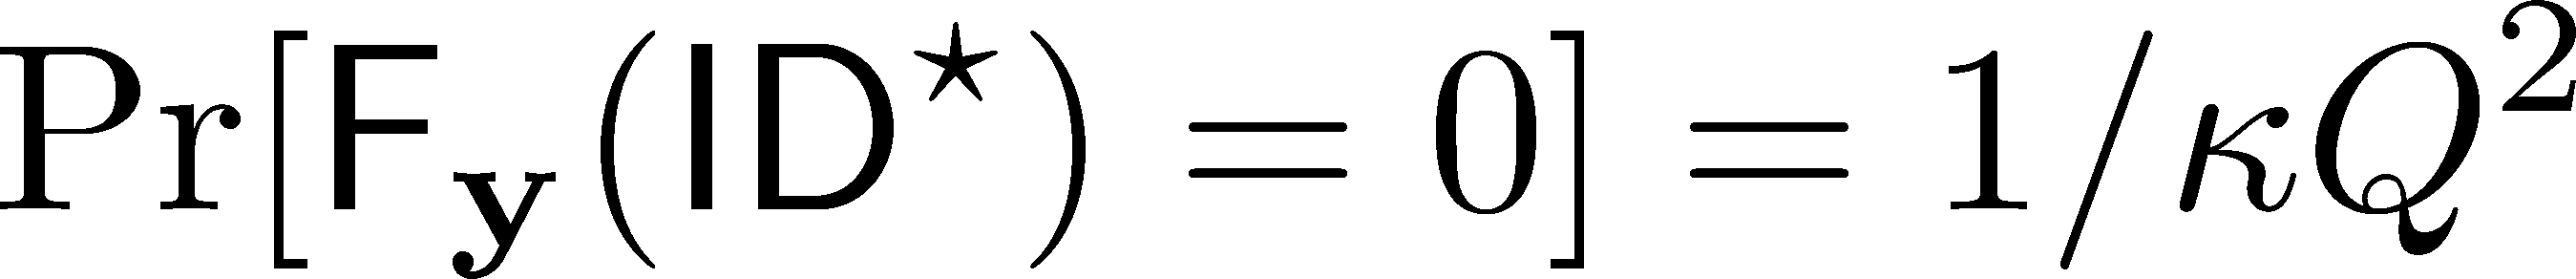 Pr[F_y(ID^⋆) = 0] = 1/κQ^2